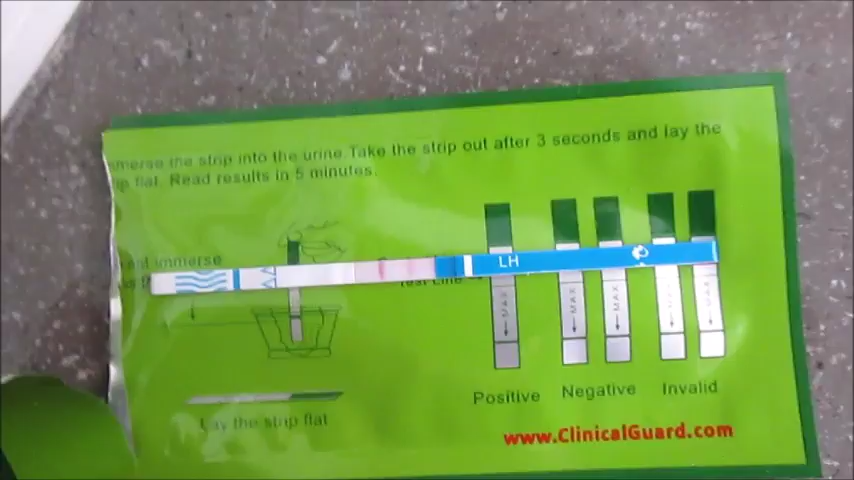 merse the strip into the urine. Take the strip out after 3 seconds and lay the
flat. Read results in 5 minutes.
immerse
Test Line
LH
MAX
MAX
MAX
MAX
MAX
Positive
Negative
Invalid
Lay the strip flat
www.ClinicalGuard.com